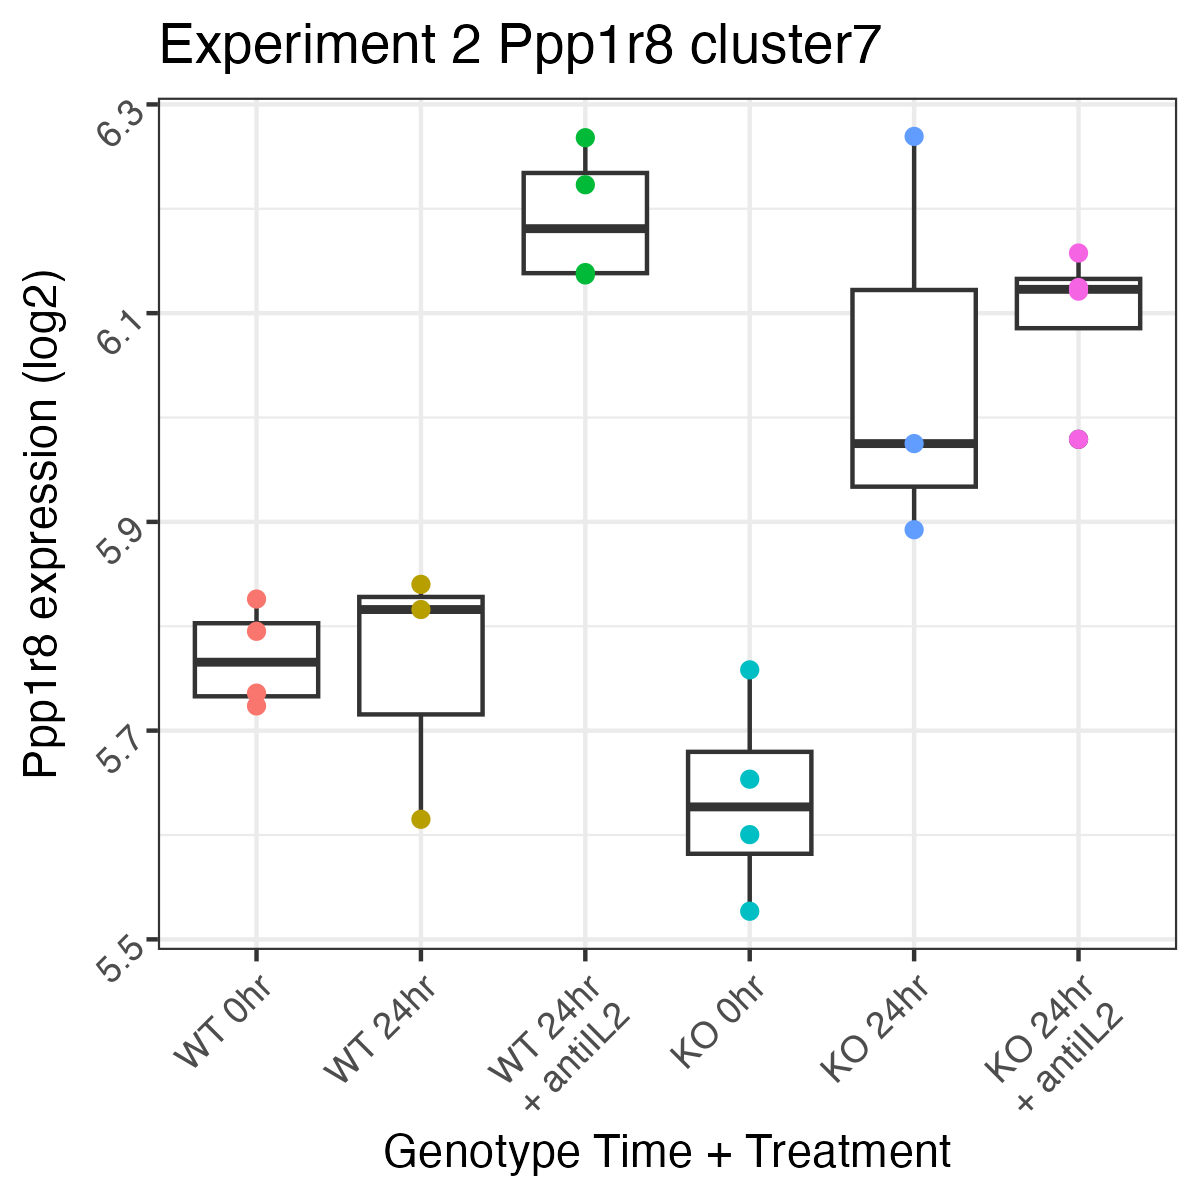 Experiment 2 Ppp1r8 cluster7
Ppp1r8 expression (log2)
6.3
6.1
5.9
5.7
5.5
WT 0hr
WT 24hr
WT 24hr
+ antiIL2
KO 0hr
KO 24hr
KO 24hr
+ antiIL2
Genotype Time + Treatment